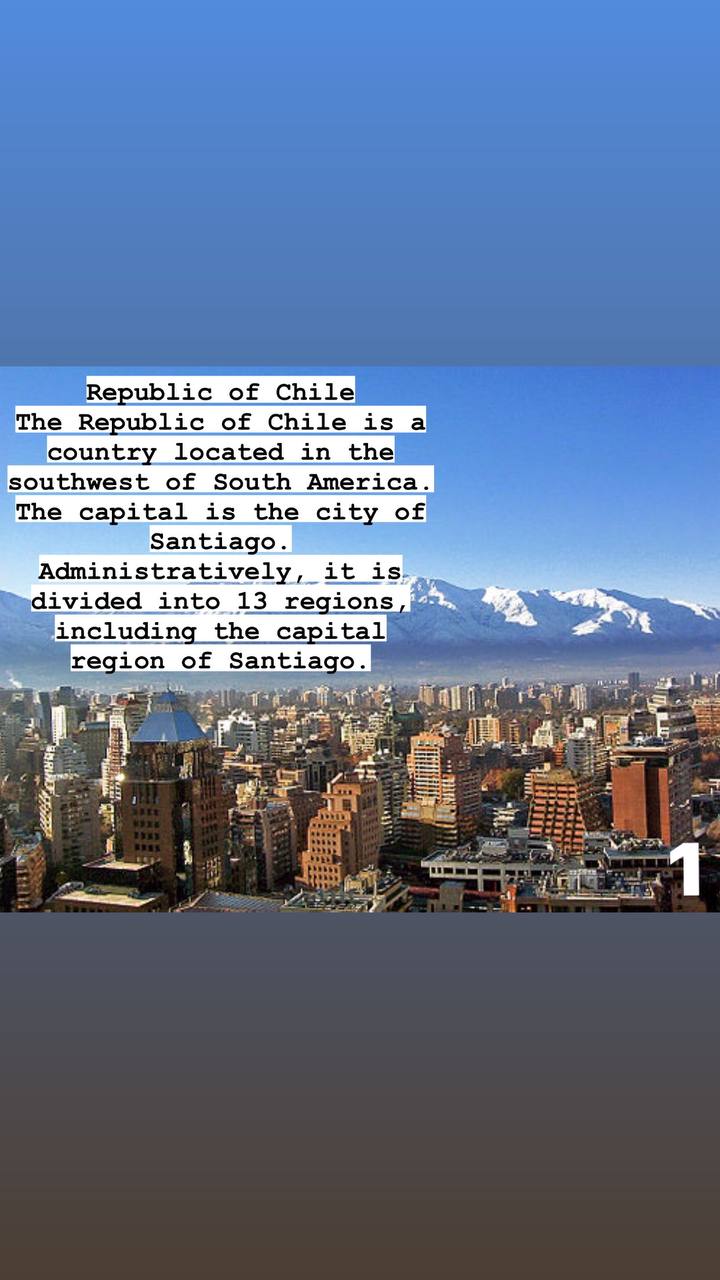 Republic of Chile
The Republic of Chile is a
country located in the
southwest of South America.
The capital is the city of
Santiago.
Administratively, it is
divided into 13 regions,
including the capital
region of Santiago.
1